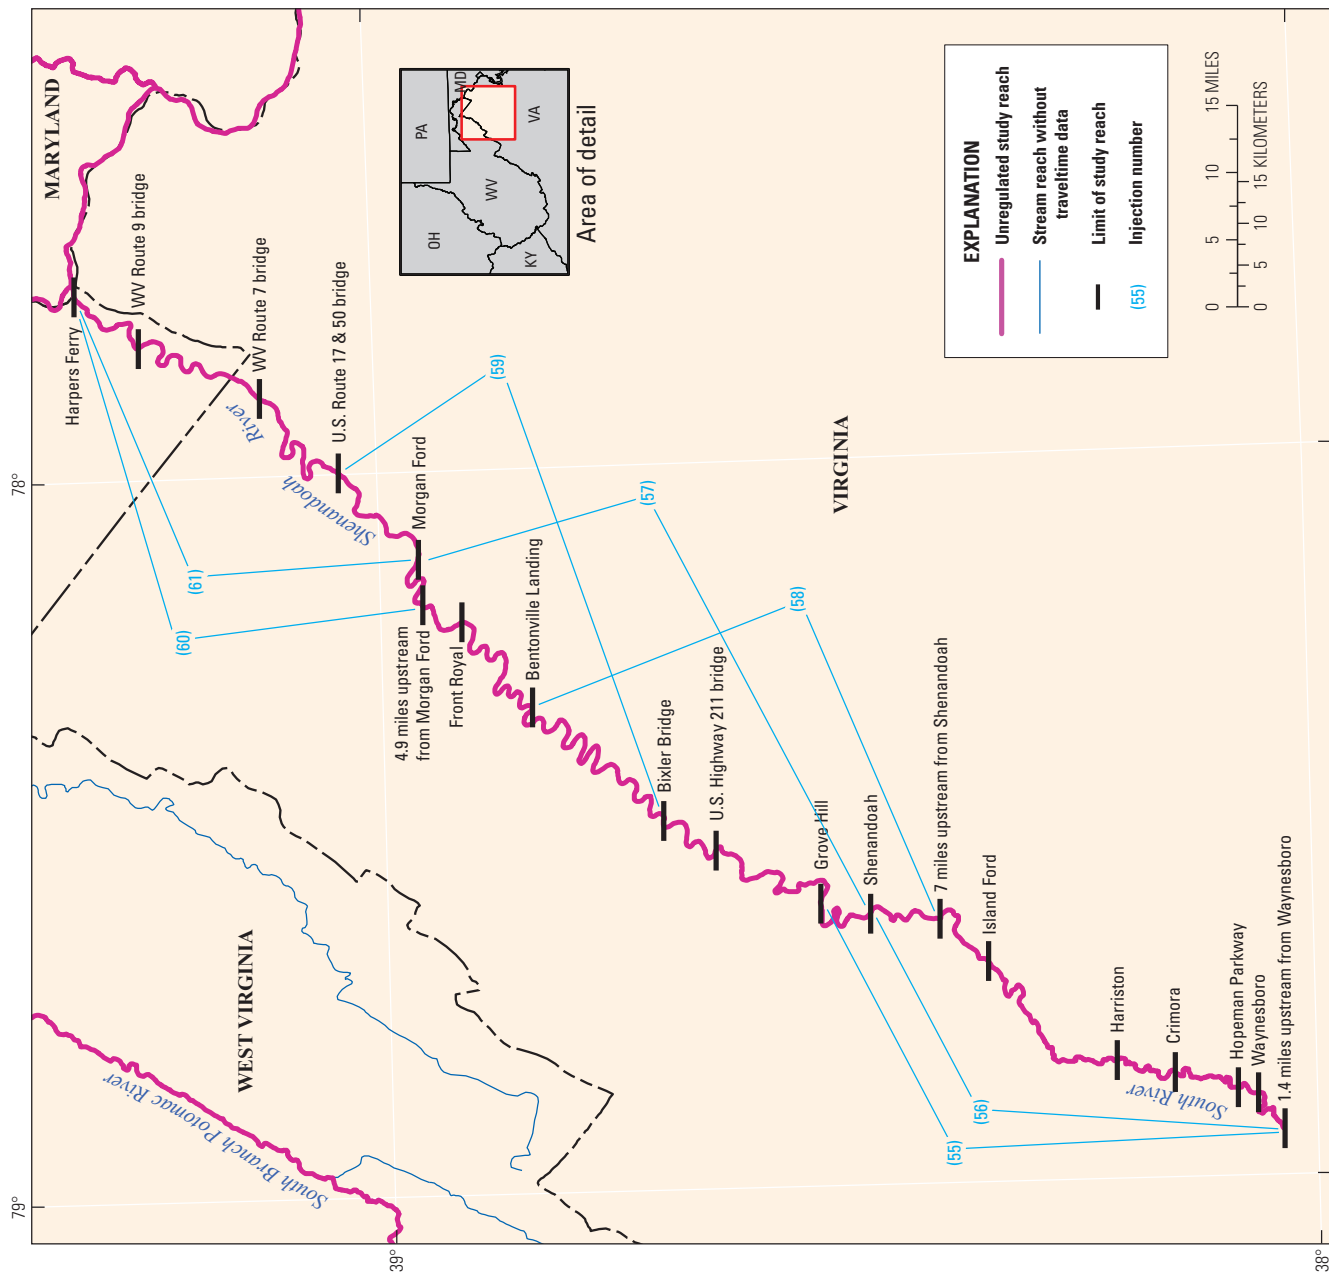 MARYLAND
Harpers Ferry
WV Route 9 bridge
WV Route 7 bridge
U.S. Route 17 & 50 bridge
River
Shenandoah
78°
Morgan Ford
4.9 miles upstream
from Morgan Ford
Front Royal
Bentonville Landing
Bixler Bridge
U.S. Highway 211 bridge
Grove Hill
Shenandoah
7 miles upstream from Shenandoah
Island Ford
Harriston
Crimora
Hopeman Parkway
Waynesboro
1.4 miles upstream from Waynesboro
South River
(59)
(57)
(61)
(60)
(58)
(56)
(55)
VIRGINIA
WEST VIRGINIA
South Branch Potomac River
79°
39°
38°
PA
MD
OH
WV
VA
KY
Area of detail
EXPLANATION
Unregulated study reach
Stream reach without
traveltime data
Limit of study reach
(55) Injection number
0 5 10 15 MILES
0 5 10 15 KILOMETERS